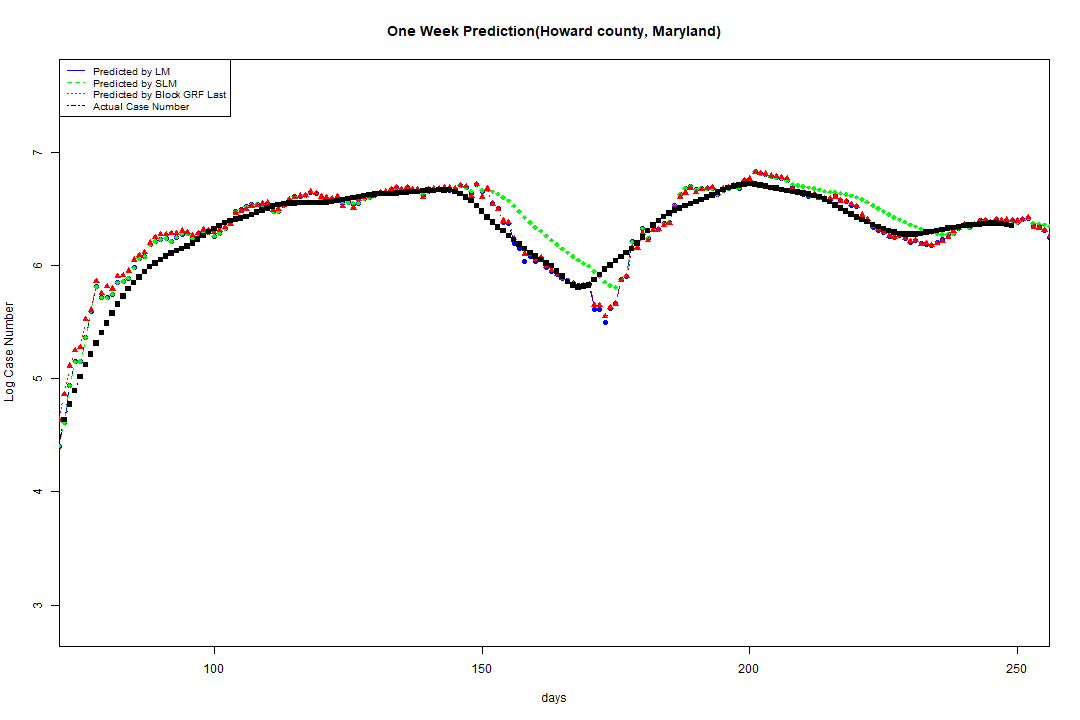 One Week Prediction(Howard county, Maryland)
Predicted by LM
Predicted by SLM
Predicted by Block GRF Last
Actual Case Number
Log Case Number
7
6
5
4
3
100
150
200
250
days